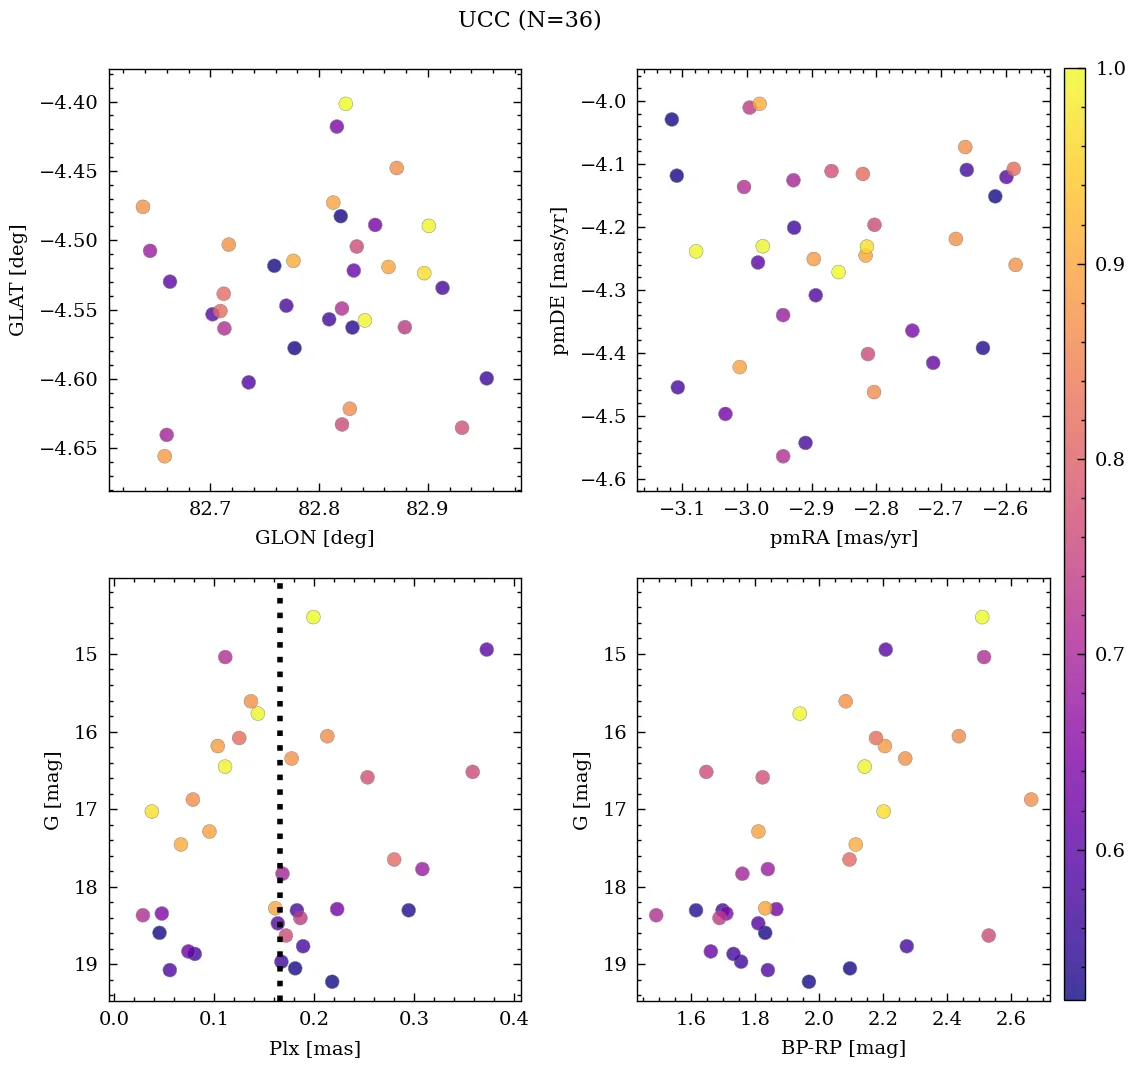 UCC (N=36)
−4.40
−4.45
−4.50
−4.55
−4.60
−4.65
GLAT [deg]
82.7 82.8 82.9
GLON [deg]
−4.0
−4.1
−4.2
−4.3
−4.4
−4.5
−4.6
pmDE [mas/yr]
−3.1 −3.0 −2.9 −2.8 −2.7 −2.6
pmRA [mas/yr]
15
16
17
18
19
G [mag]
0.0 0.1 0.2 0.3 0.4
Plx [mas]
15
16
17
18
19
G [mag]
1.6 1.8 2.0 2.2 2.4 2.6
BP-RP [mag]
1.0
0.9
0.8
0.7
0.6